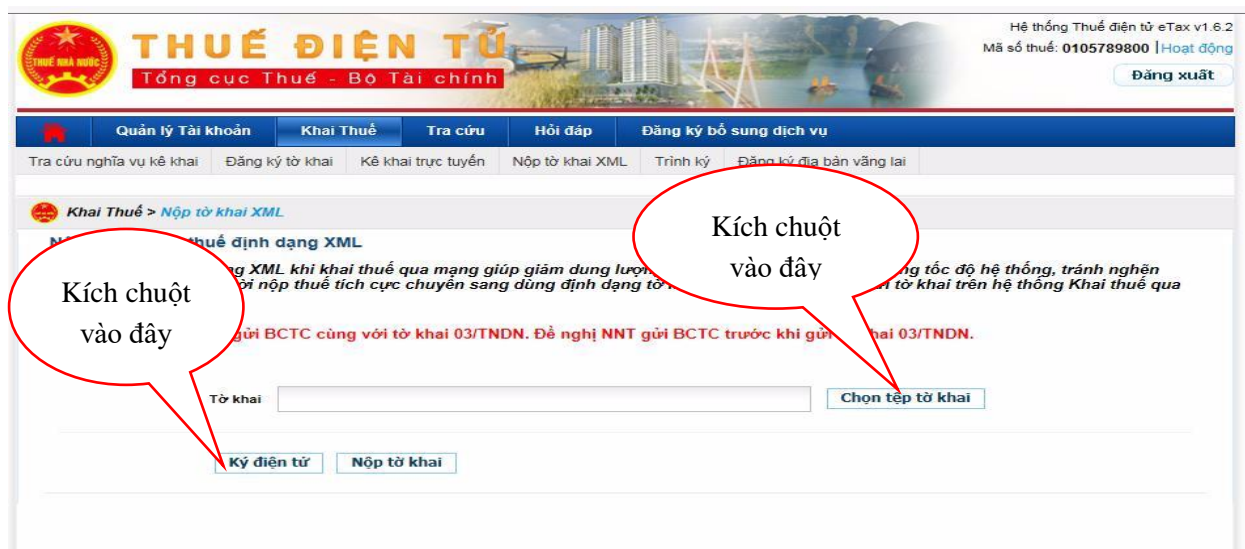 THUẾ NHÀ NƯỚC
THUẾ ĐIỆN TỬ
Tổng cục Thuế - Bộ Tài chính
Hệ thống Thuế điện tử eTax v1.6.2
Mã số thuế: 0105789800 | Hoạt động
Đăng xuất
Quản lý Tài khoản Khai Thuế Tra cứu Hỏi đáp Đăng ký bổ sung dịch vụ
Tra cứu nghĩa vụ kê khai Đăng ký tờ khai Kê khai trực tuyến Nộp tờ khai XML Trình ký Đăng ký địa bàn vãng lai
Khai Thuế > Nộp tờ khai XML
thuế định dạng XML
XML khi khai thuế qua mạng giúp giảm dung lượng tốc độ hệ thống, tránh nghẽn
nộp thuế tích cực chuyển sang dùng định dạng tờ khai trên hệ thống Khai thuế qua
gửi BCTC cùng với tờ khai 03/TNDN. Đề nghị NNT gửi BCTC trước khi gửi khai 03/TNDN.
Kích chuột
vào đây
Kích chuột
vào đây
Tờ khai
Chọn tệp tờ khai
Ký điện tử Nộp tờ khai